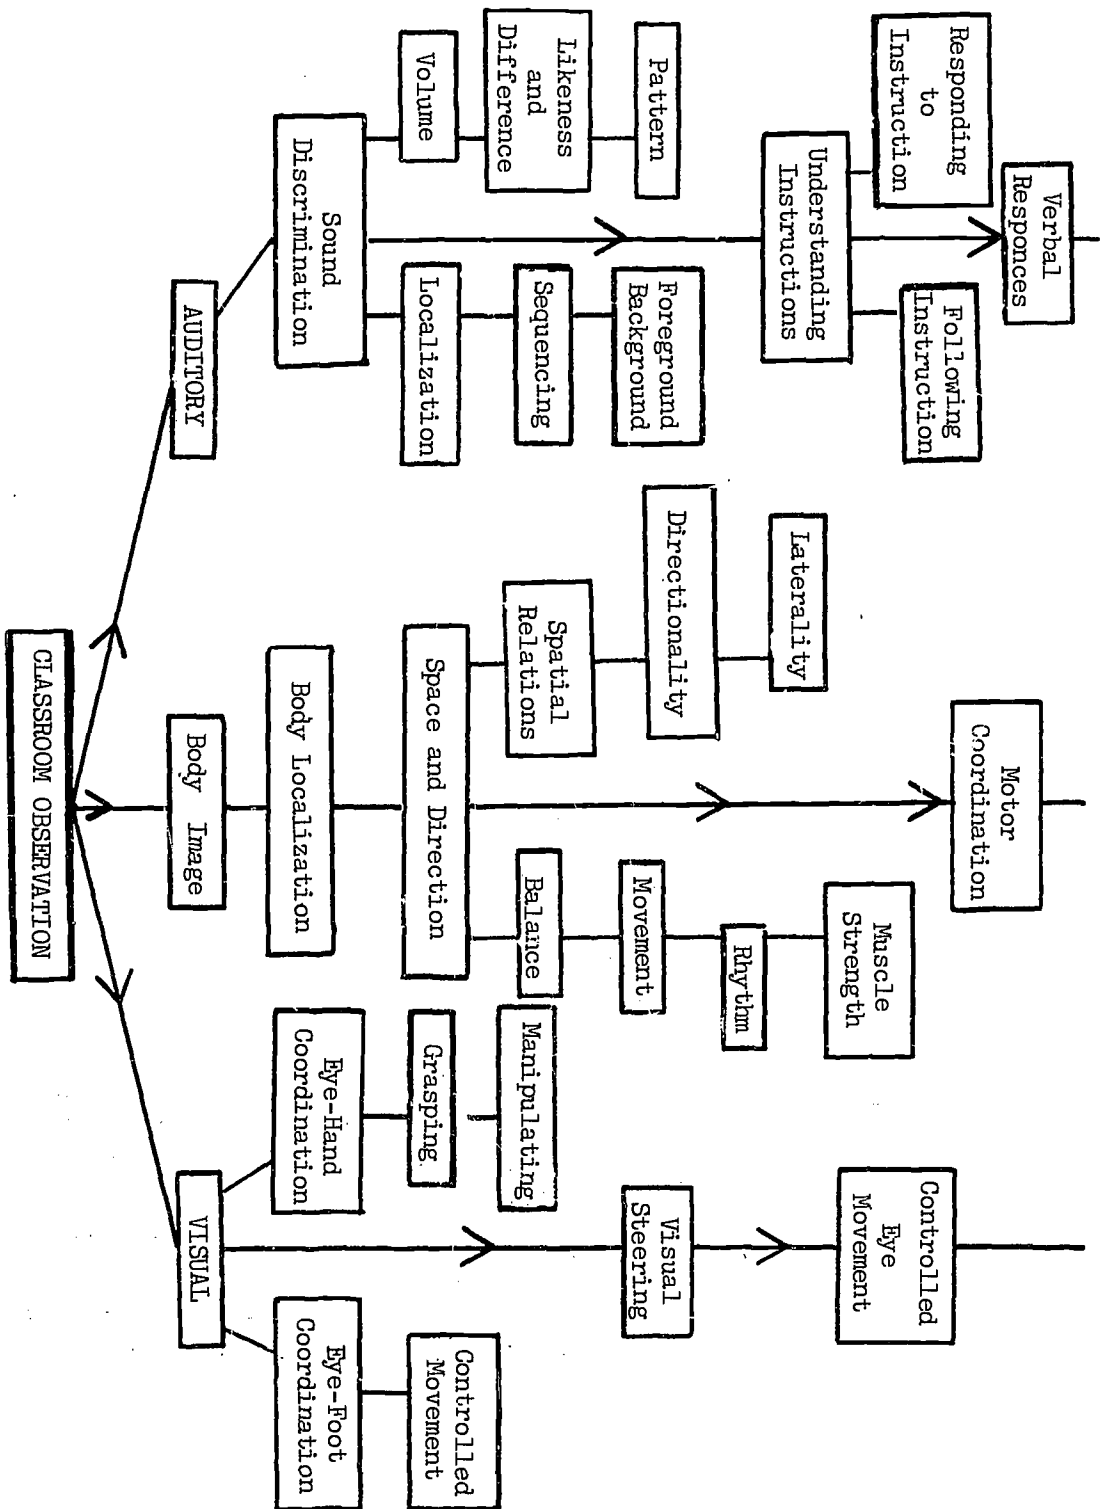 Verbal
Responces
Responding
to
Instruction
Following
Instruction
Understanding
Instructions
Pattern
Foreground
Background
Likeness
and
Difference
Sequencing
Volume
Localization
Sound
Discrimination
AUDITORY
Motor
Coordination
Laterality
Muscle
Strength
Directionality
Rhythm
Movement
Spatial
Relations
Balance
Space and Direction
Body Localization
Body Image
Controlled
Eye
Movement
Visual
Steering
Manipulating
Grasping
Controlled
Movement
Eye-Hand
Coordination
Eye-Foot
Coordination
VISUAL
CLASSROOM OBSERVATION